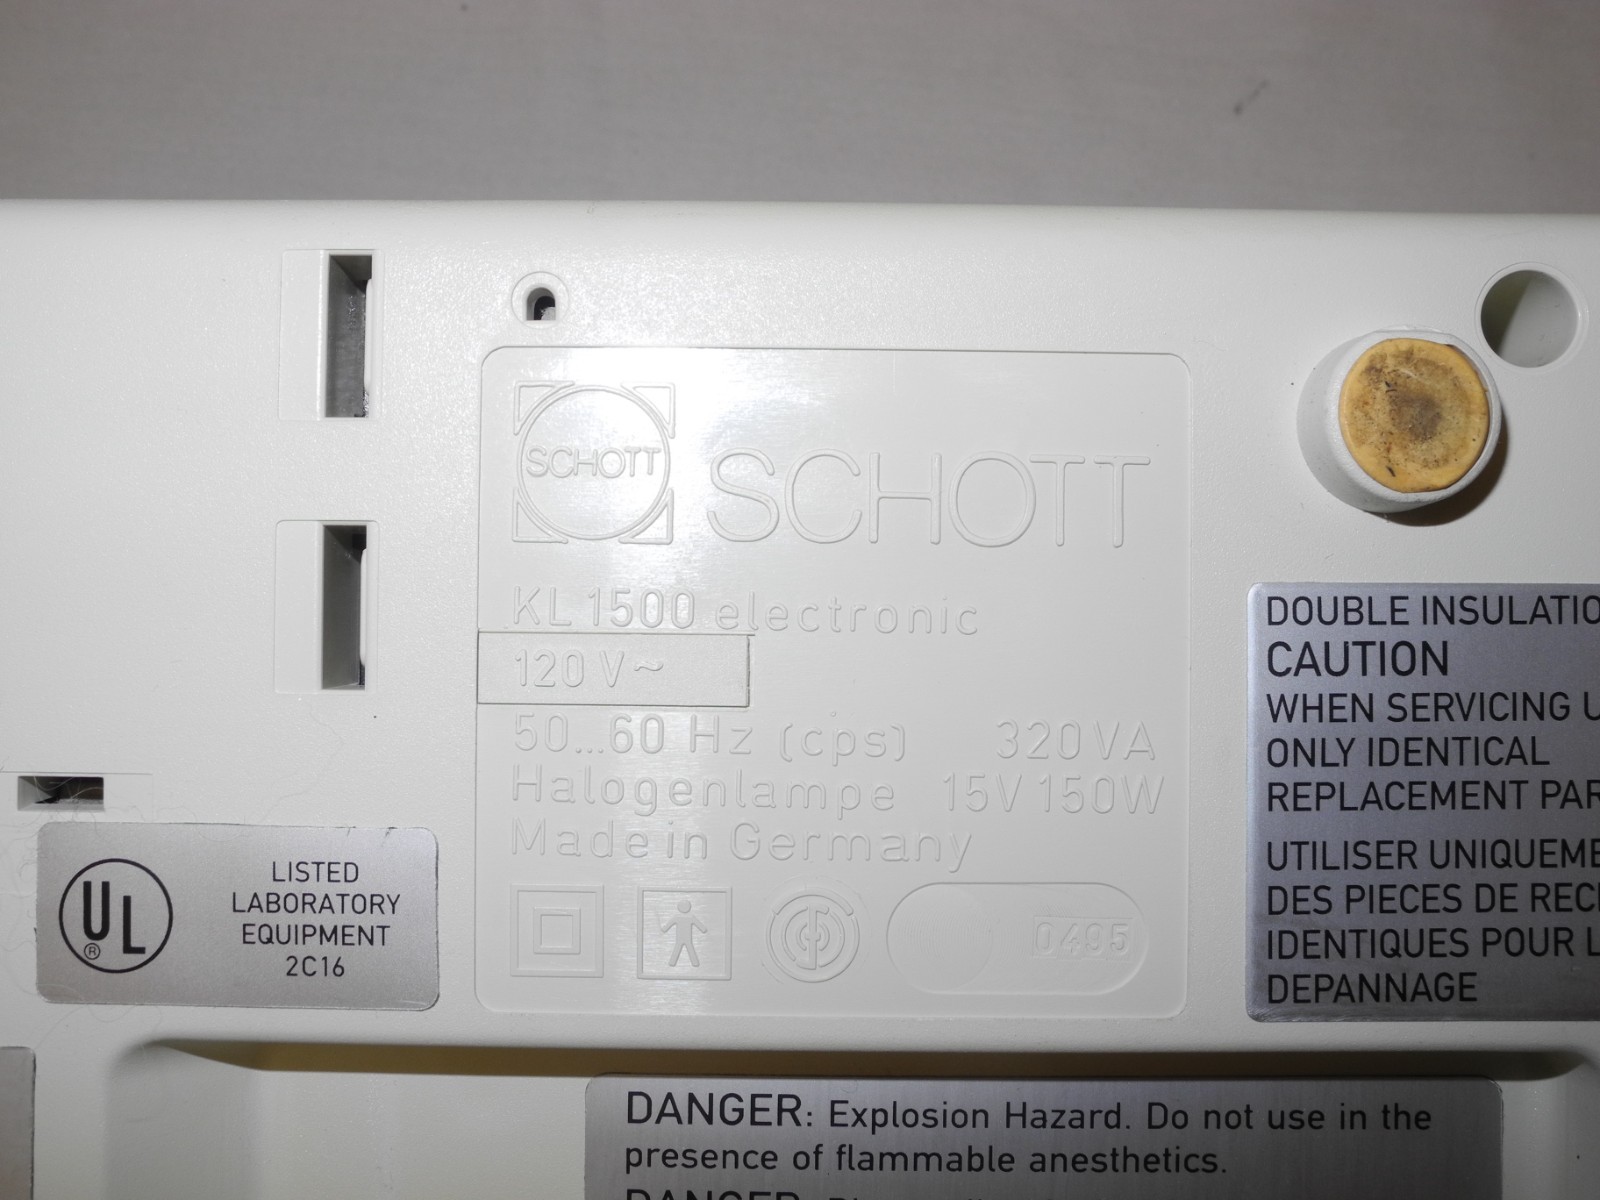 SCHOTT
SCHOTT
KL 1500 electronic
120 V~
50...60 Hz (cps) 320 VA
Halogenlampe 15V 150W
Made in Germany
0495
UL
®
LISTED
LABORATORY
EQUIPMENT
2C16
DOUBLE INSULATIO
CAUTION
WHEN SERVICING U
ONLY IDENTICAL
REPLACEMENT PAR
UTILISER UNIQUEME
DES PIECES DE REC
IDENTIQUES POUR L
DEPANNAGE
DANGER: Explosion Hazard. Do not use in the
presence of flammable anesthetics.
DANGER: